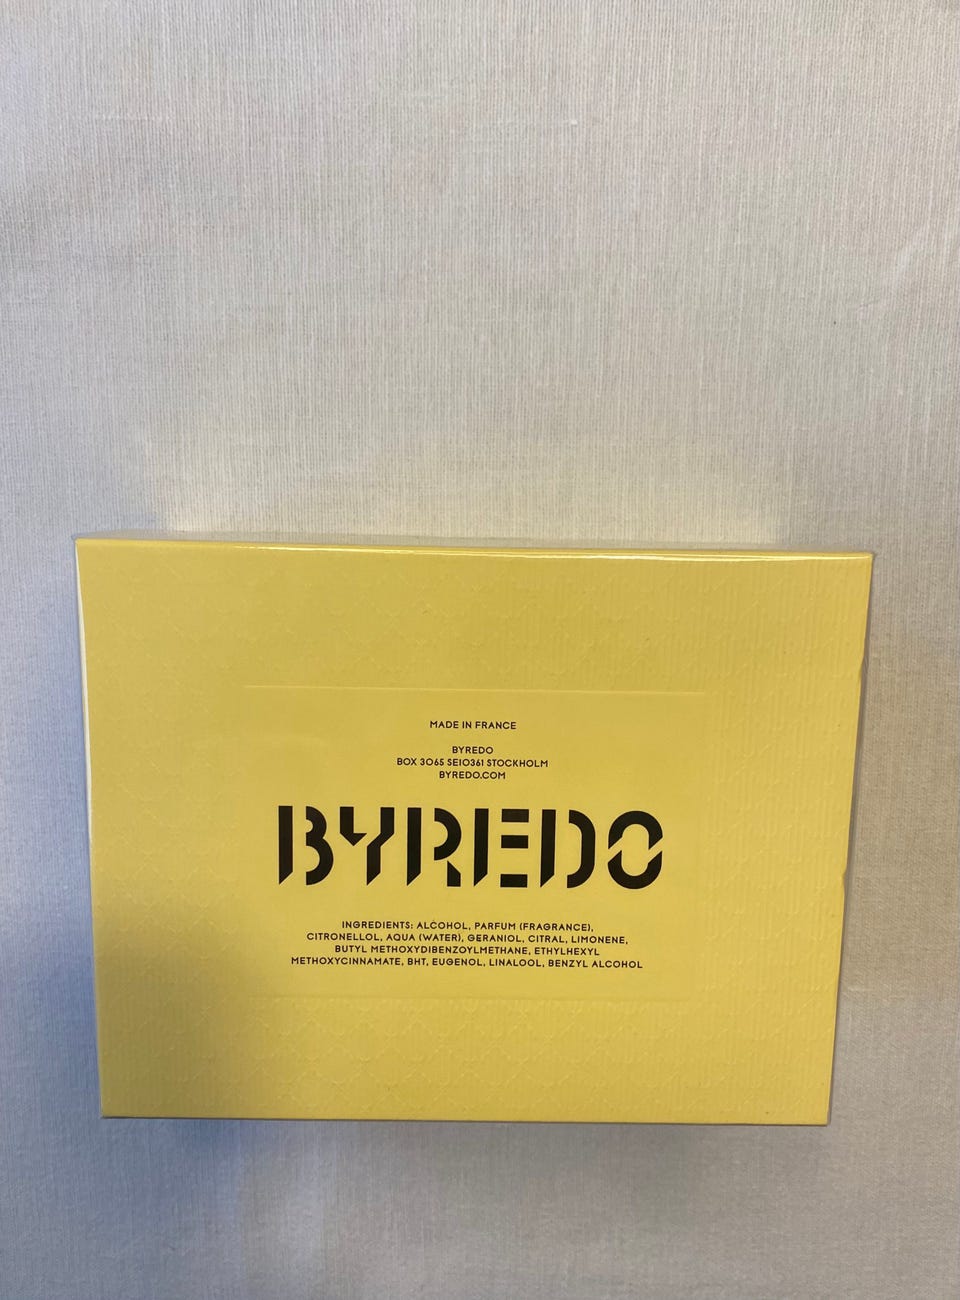 MADE IN FRANCE
BYREDO
BOX 3065 SE10361 STOCKHOLM
BYREDO.COM
BYREDO
INGREDIENTS: ALCOHOL, PARFUM (FRAGRANCE),
CITRONELLOL, AQUA (WATER), GERANIOL, CITRAL, LIMONENE,
BUTYL METHOXYDIBENZOYLMETHANE, ETHYLHEXYL
METHOXYCINNAMATE, BHT, EUGENOL, LINALOOL, BENZYL ALCOHOL